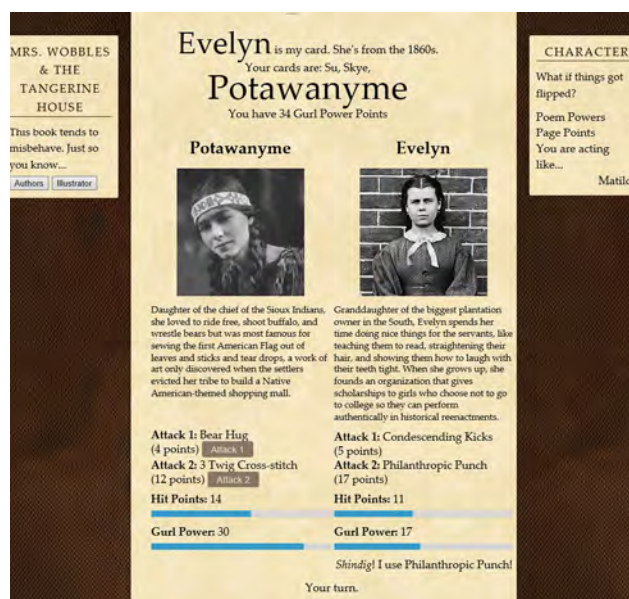 MRS. WOBBLES
& THE
TANGERINE
HOUSE
This book tends to
misbehave. Just so
you know...
Authors Illustrator
Evelyn is my card. She's from the 1860s.
Your cards are: Su, Skye,
Potawanyme
You have 34 Gurl Power Points
Potawanyme
Daughter of the chief of the Sioux Indians,
she loved to ride free, shoot buffalo, and
wrestle bears but was most famous for
sewing the first American Flag out of
leaves and sticks and tear drops, a work of
art only discovered when the settlers
evicted her tribe to build a Native
American-themed shopping mall.
Attack 1: Bear Hug
(4 points) Attack 1
Attack 2: 3 Twig Cross-stitch
(12 points) Attack 2
Hit Points: 14
Gurl Power: 30
Evelyn
Granddaughter of the biggest plantation
owner in the South, Evelyn spends her
time doing nice things for the servants, like
teaching them to read, straightening their
hair, and showing them how to laugh with
their teeth tight. When she grows up, she
founds an organization that gives
scholarships to girls who choose not to go
to college so they can perform
authentically in historical reenactments.
Attack 1: Condescending Kicks
(5 points)
Attack 2: Philanthropic Punch
(17 points)
Hit Points: 11
Gurl Power: 17
Shindig! I use Philanthropic Punch!
Your turn.
CHARACTER
What if things got
flipped?
Poem Powers
Page Points
You are acting
like...
Matild